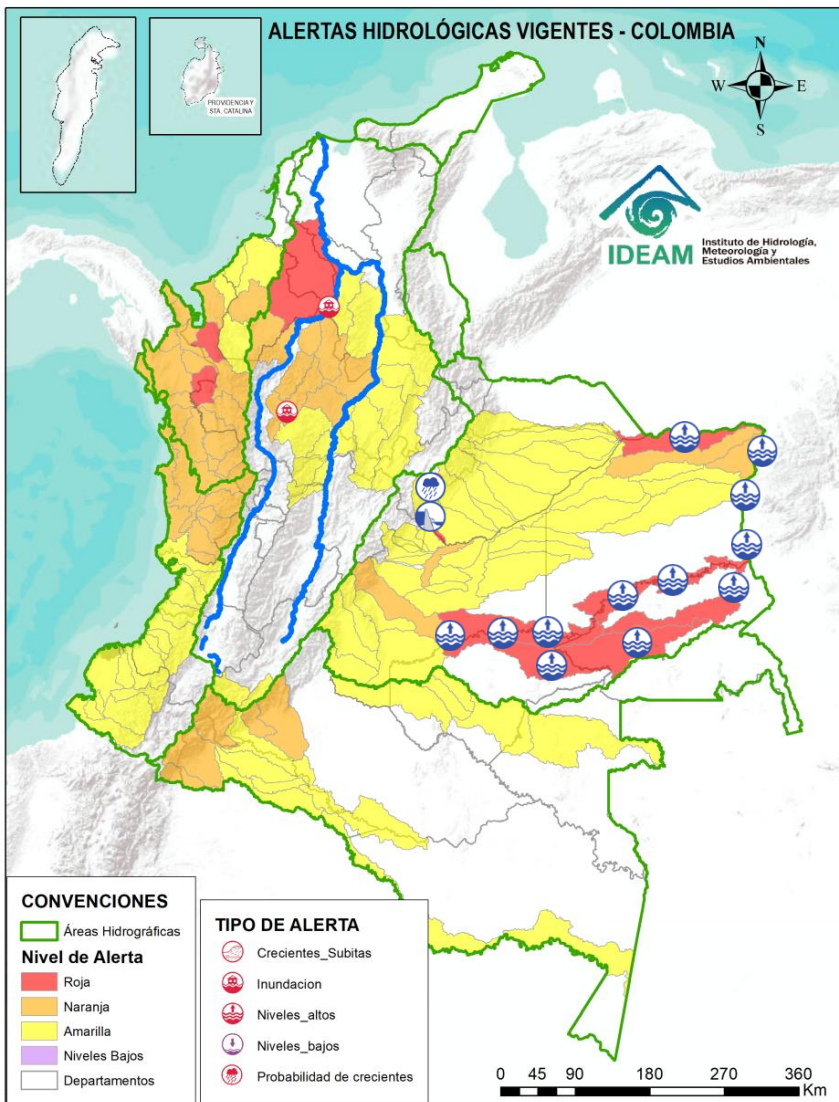 ALERTAS HIDROLÓGICAS VIGENTES - COLOMBIA
PROVIDENCIA Y
STA. CATALINA
N
W
E
S
IDEAM
Instituto de Hidrología,
Meteorología y
Estudios Ambientales
CONVENCIONES
Áreas Hidrográficas
Nivel de Alerta
Roja
Naranja
Amarilla
Niveles Bajos
Departamentos
TIPO DE ALERTA
Crecientes_Subitas
Inundacion
Niveles_altos
Niveles_bajos
Probabilidad de crecientes
0 45 90 180 270 360
Km